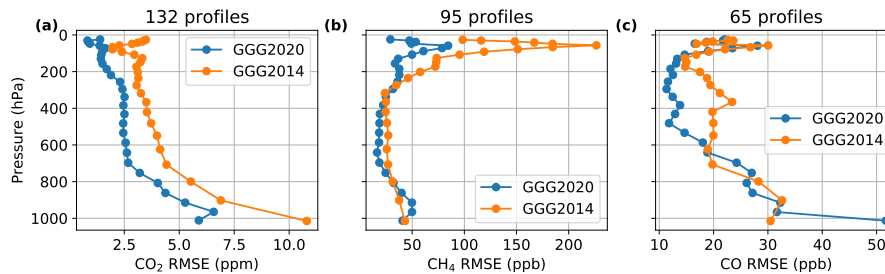 (a)
132 profiles
(b)
95 profiles
(c)
65 profiles
0
200
400
600
800
1000
Pressure (hPa)
GGG2020
GGG2014
2.5
5.0
7.5
10.0
CO₂ RMSE (ppm)
GGG2020
GGG2014
50
100
150
200
CH₄ RMSE (ppb)
GGG2020
GGG2014
10
20
30
40
50
CO RMSE (ppb)